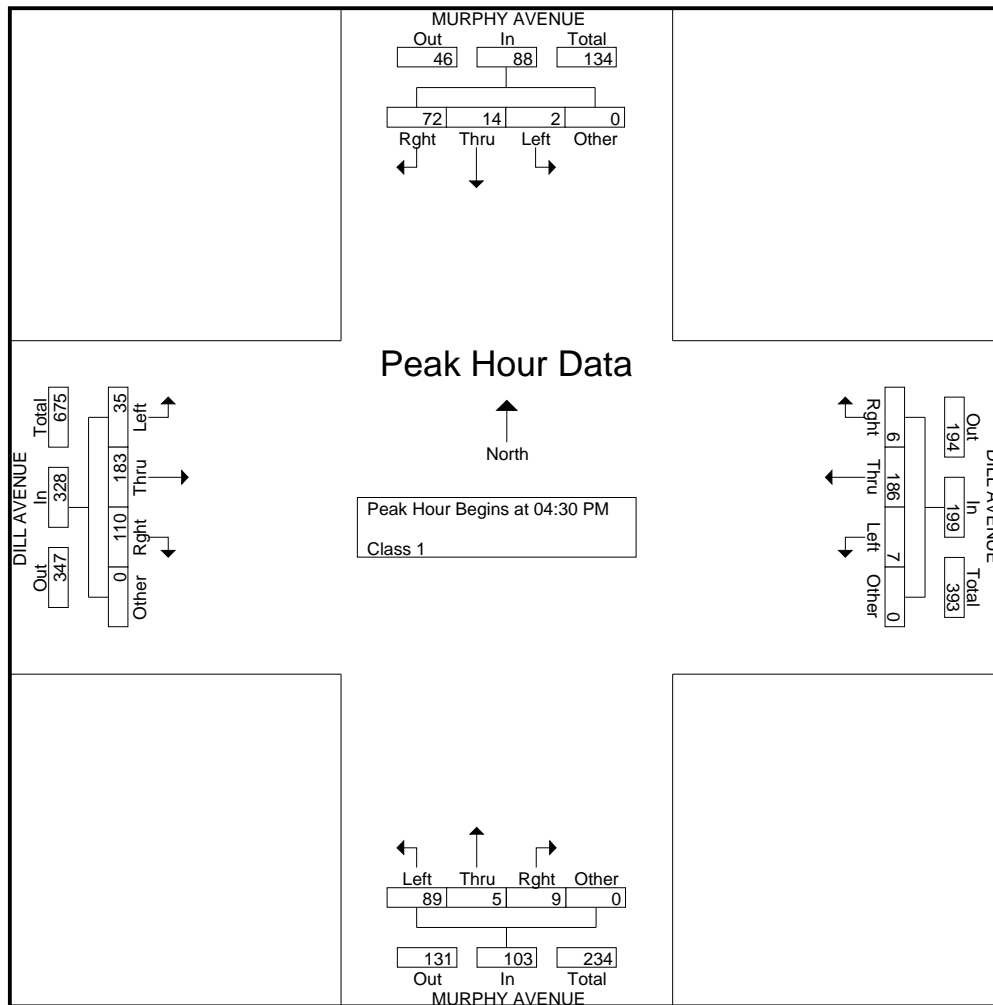 MURPHY AVENUE
Out In Total
46 88 134
72 14 2 0
Rght Thru Left Other
Peak Hour Data
North
Peak Hour Begins at 04:30 PM
Class 1
DILL AVENUE
Out In Total
347 328 675
35 183 110 0
Left Thru Rght Other
DILL AVENUE
Out In Total
194 199 393
6 186 7 0
Rght Thru Left Other
Left Thru Rght Other
89 5 9 0
131 103 234
Out In Total
MURPHY AVENUE